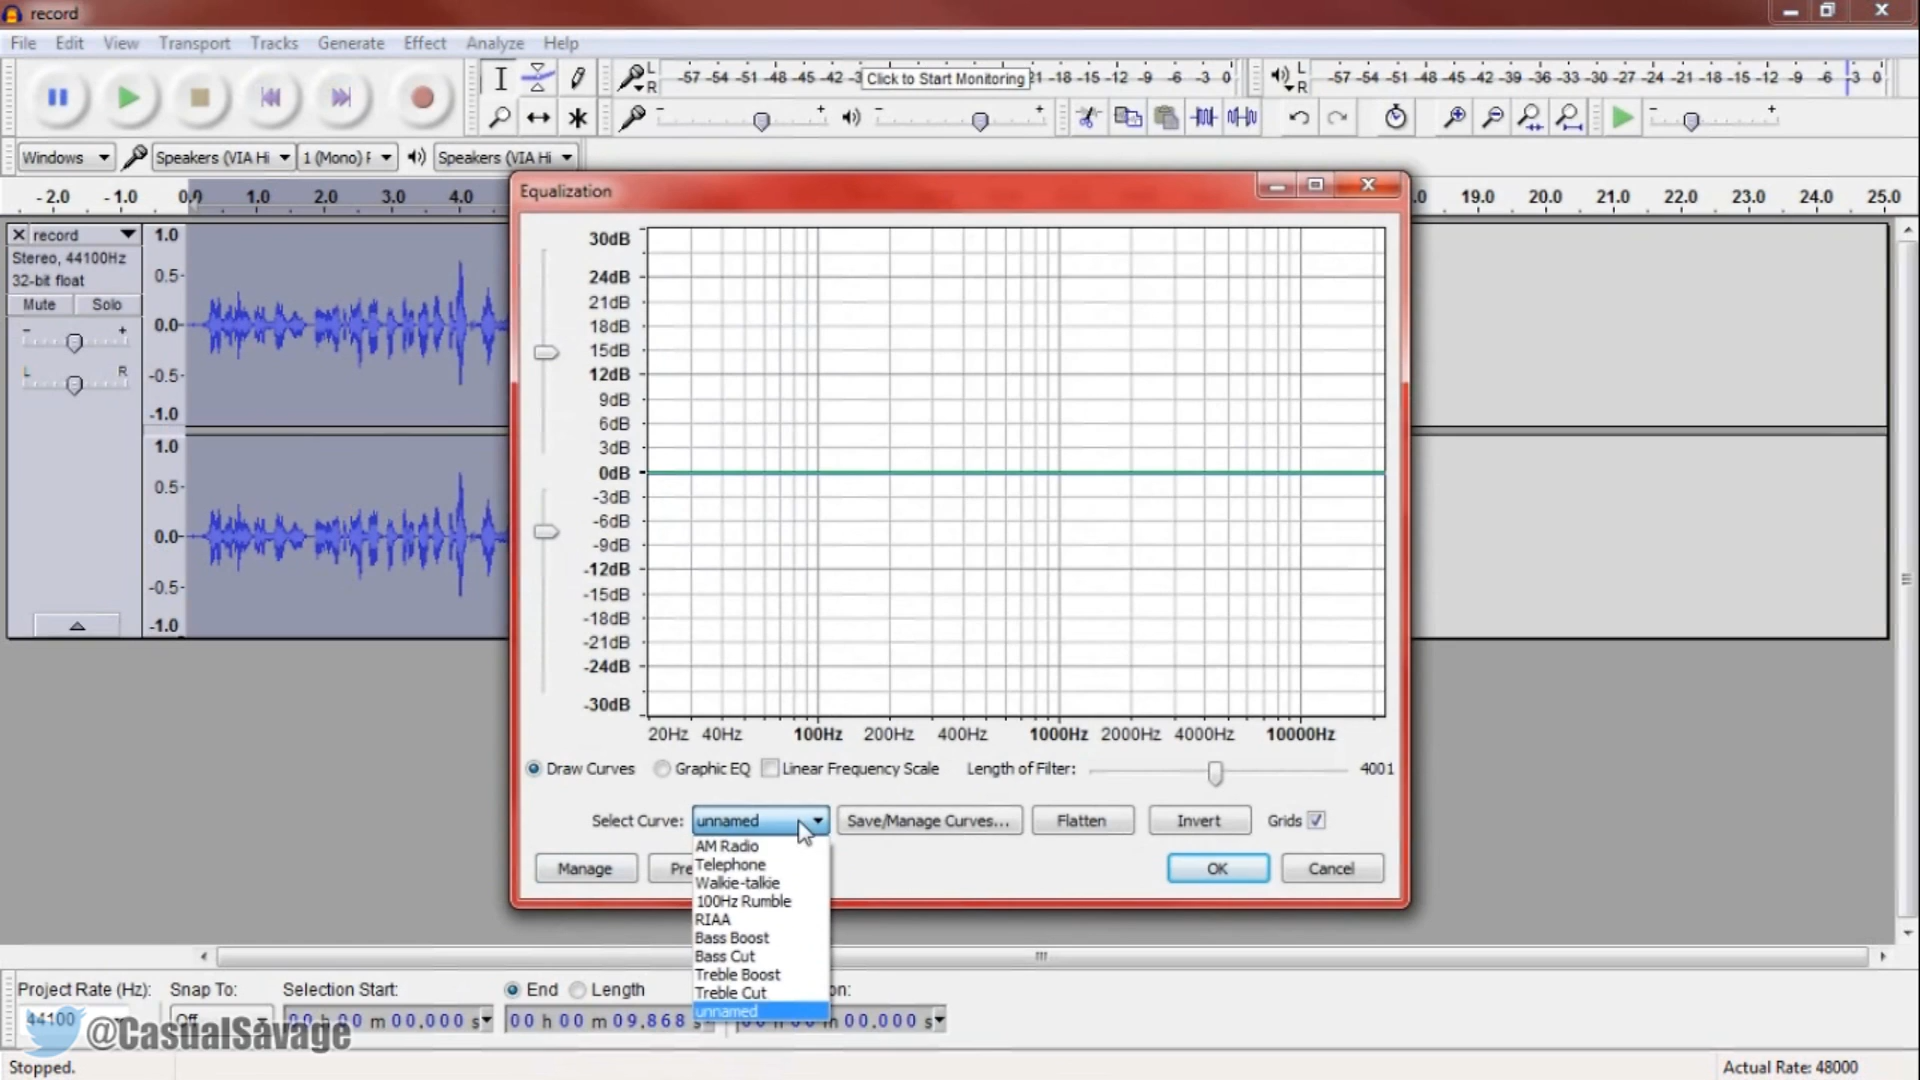 record
File Edit View Transport Tracks Generate Effect Analyze Help
L R -57 -54 -51 -48 -45 -42 Click to Start Monitoring -18 -15 -12 -9 -6 -3 0 L R -57 -54 -51 -48 -45 -42 -39 -36 -33 -30 -27 -24 -21 -18 -15 -12 -9 -6 -3 0
Windows Speakers (VIA Hi 1 (Mono) Speakers (VIA Hi
-2.0 -1.0 0.0 1.0 2.0 3.0 4.0 19.0 20.0 21.0 22.0 23.0 24.0 25.0
record
Stereo, 44100Hz
32-bit float
Mute Solo
- +
L R
1.0
0.5-
0.0-
-0.5-
-1.0
1.0
0.5-
0.0-
-0.5-
-1.0
Equalization
30dB
24dB
21dB
18dB
15dB
12dB
9dB
6dB
3dB
0dB
-3dB
-6dB
-9dB
-12dB
-15dB
-18dB
-21dB
-24dB
-30dB
20Hz 40Hz 100Hz 200Hz 400Hz 1000Hz 2000Hz 4000Hz 10000Hz
Draw Curves Graphic EQ Linear Frequency Scale Length of Filter: 4001
Select Curve: unnamed Save/Manage Curves... Flatten Invert Grids
Manage OK Cancel
AM Radio
Telephone
Walkie-talkie
100Hz Rumble
RIAA
Bass Boost
Bass Cut
Treble Boost
Treble Cut
unnamed
Project Rate (Hz): Snap To: Selection Start: End Length
44100 Off 00 h 00 m 00.000 s 00 h 00 m 09.868 s 00 h 00 m 00.000 s
@CasualSavage
Stopped. Actual Rate: 48000